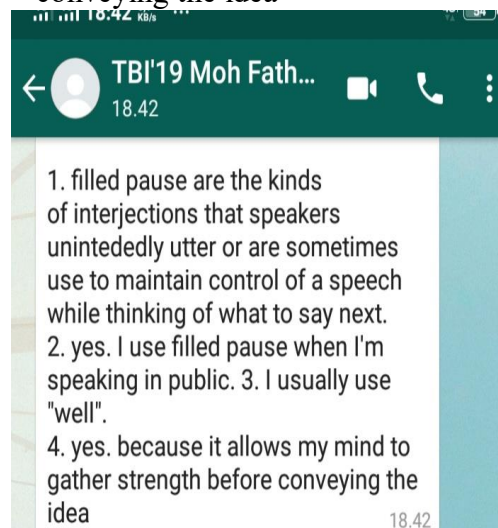 conveying the idea
18.42 KB/s ...
54
TBI'19 Moh Fath...
18.42
1. filled pause are the kinds
of interjections that speakers
unintededly utter or are sometimes
use to maintain control of a speech
while thinking of what to say next.
2. yes. I use filled pause when I'm
speaking in public. 3. I usually use
"well".
4. yes. because it allows my mind to
gather strength before conveying the
idea
18.42